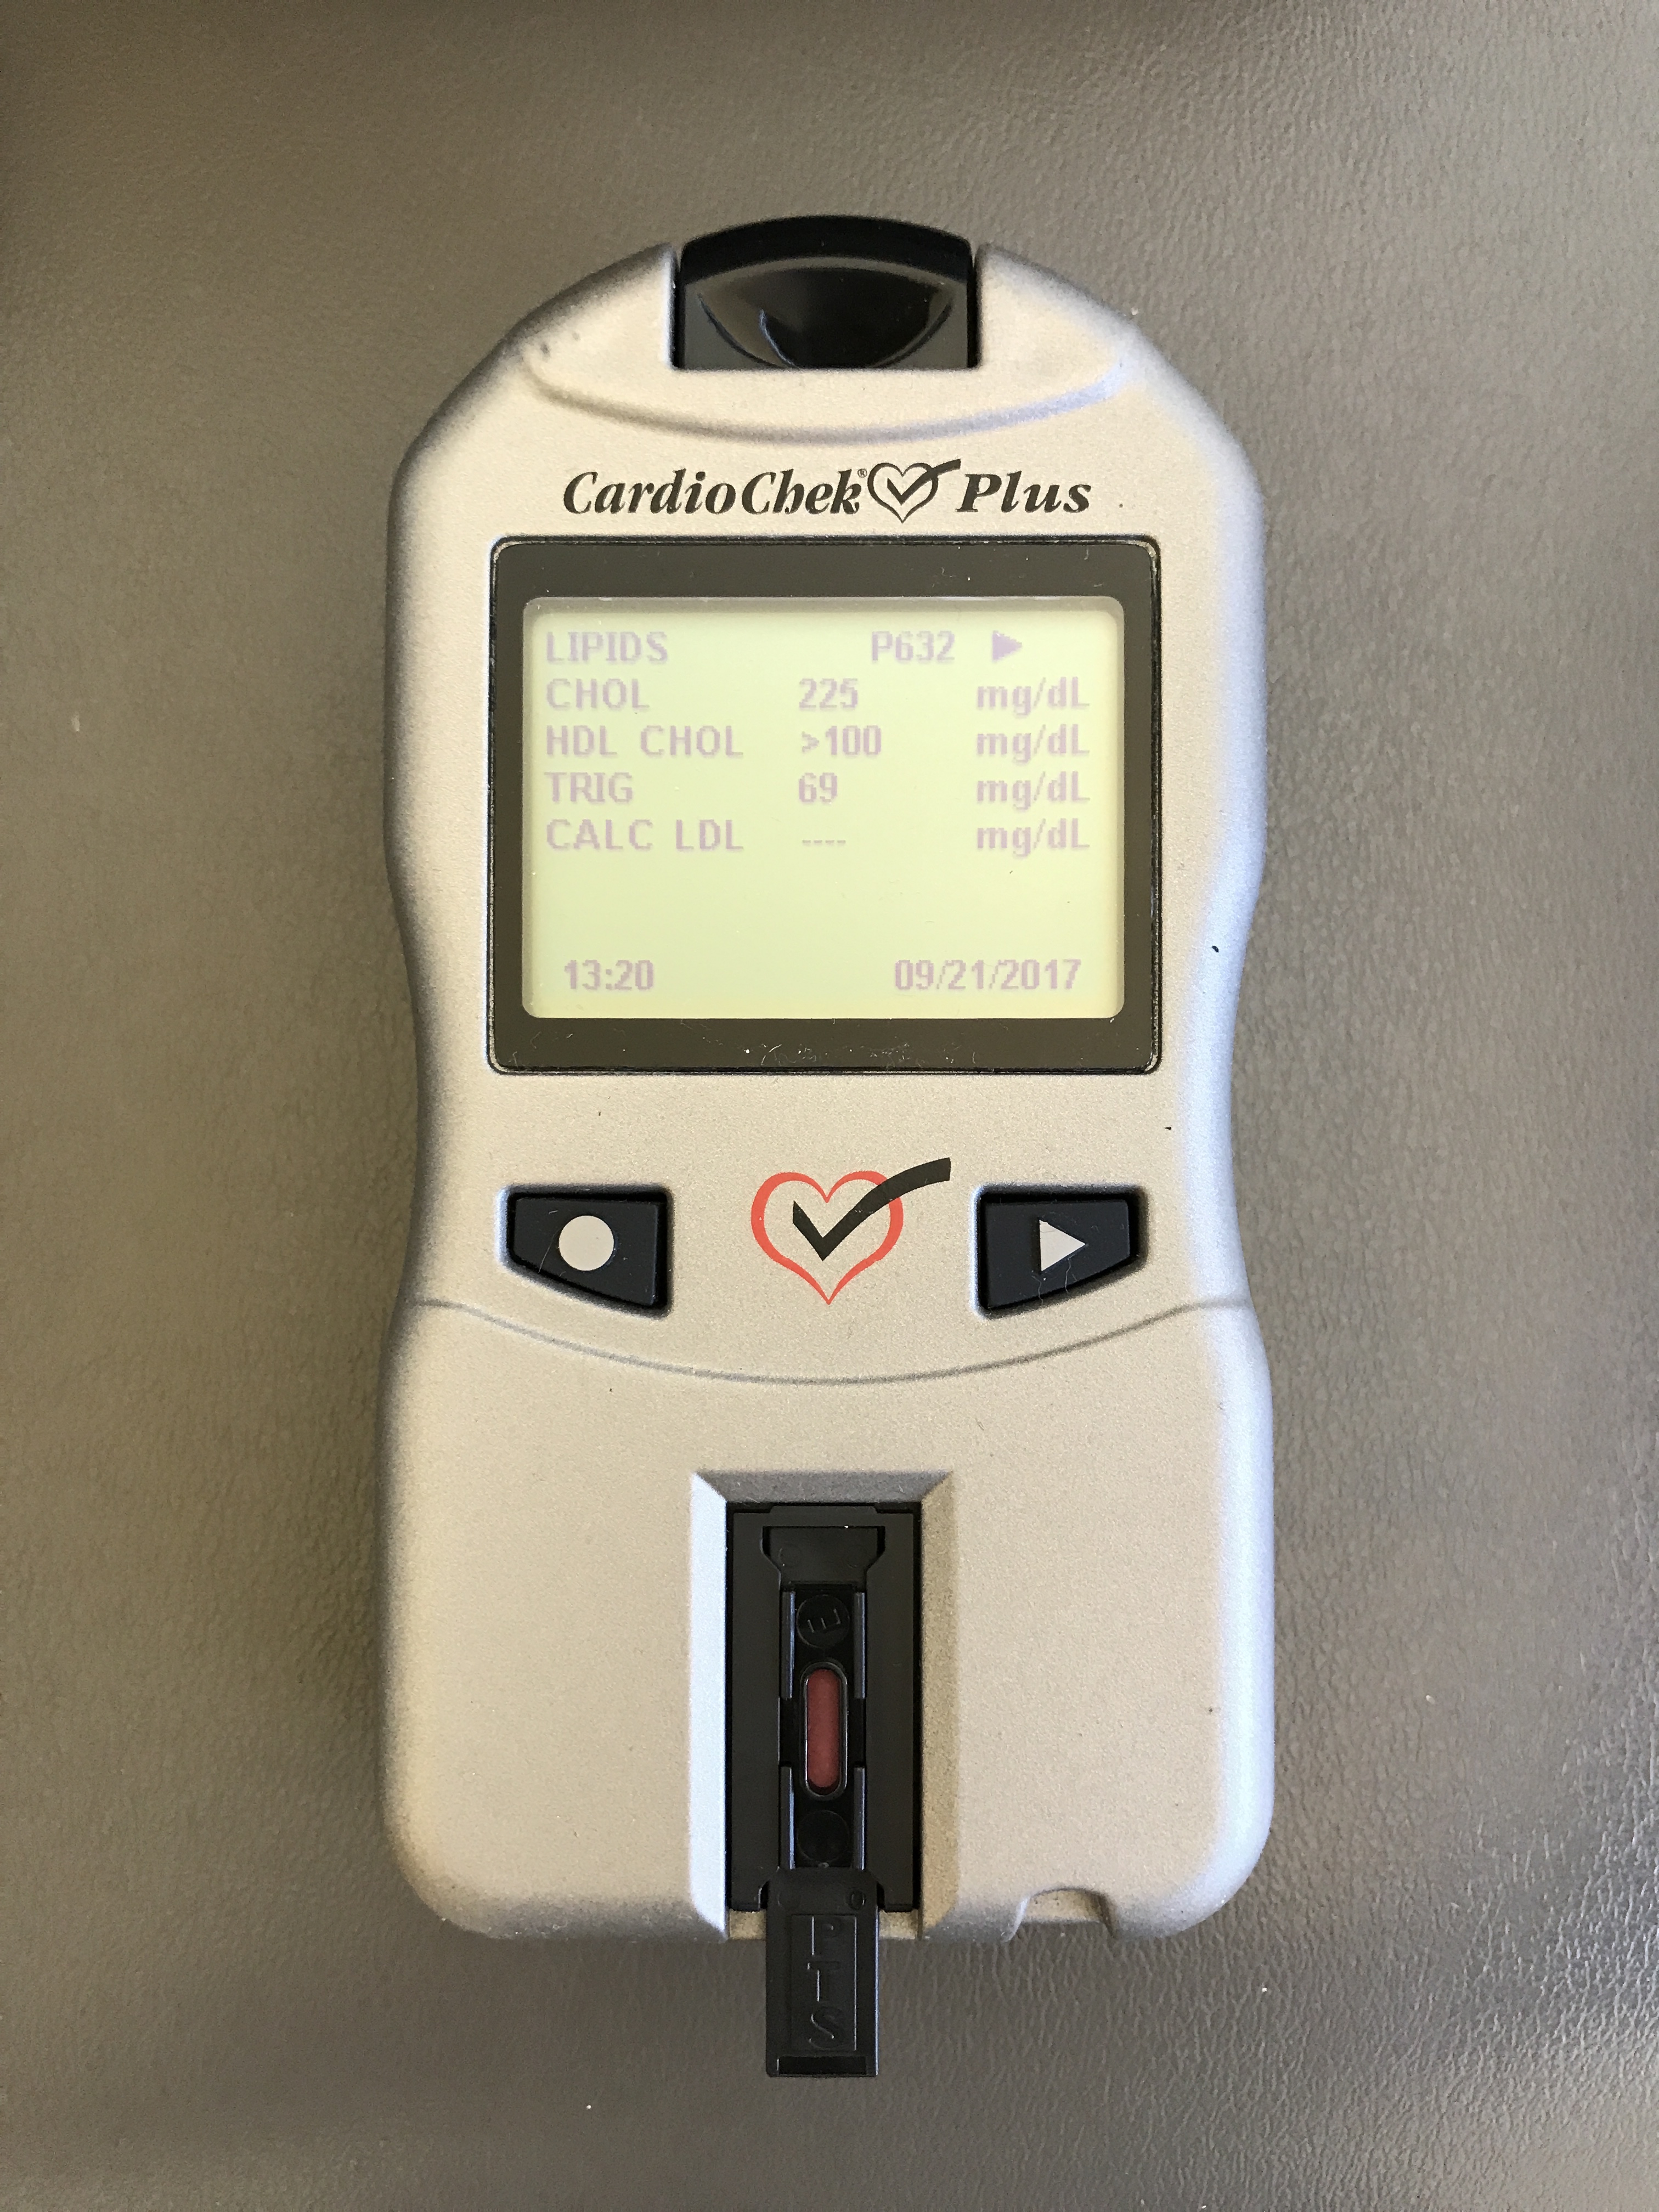 CardioChek® Plus
LIPIDS P632 ▶
CHOL 225 mg/dL
HDL CHOL >100 mg/dL
TRIG 69 mg/dL
CALC LDL ---- mg/dL
13:20 09/21/2017
E
PTS